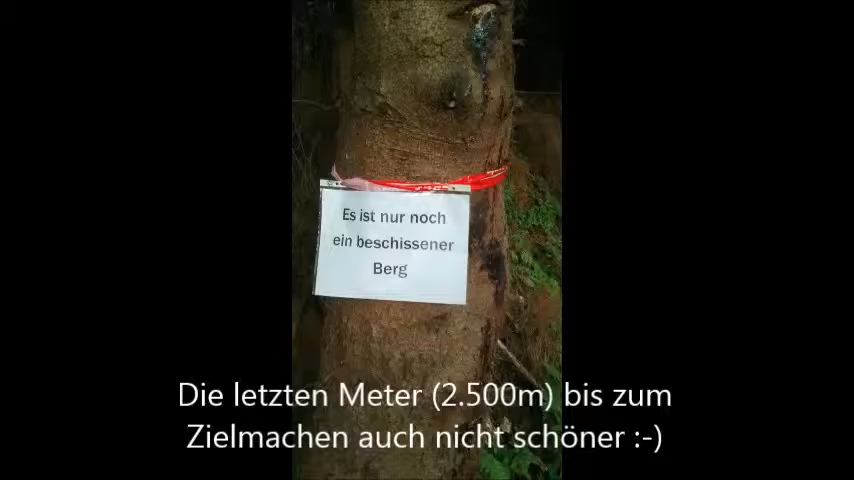 Es ist nur noch
ein beschissener
Berg
Die letzten Meter (2.500m) bis zum
Zielmachen auch nicht schöner :-)